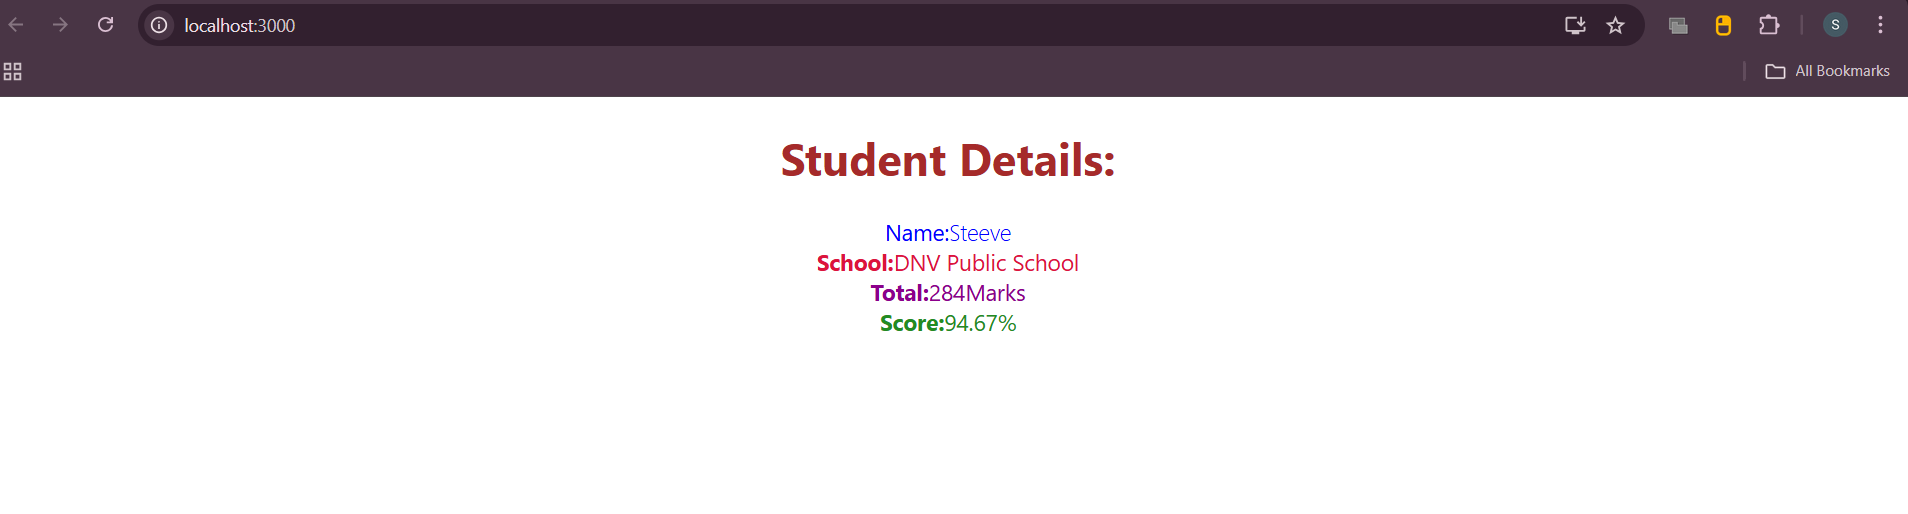 localhost:3000
S
All Bookmarks
Student Details:
Name:Steeve
School:DNV Public School
Total:284Marks
Score:94.67%